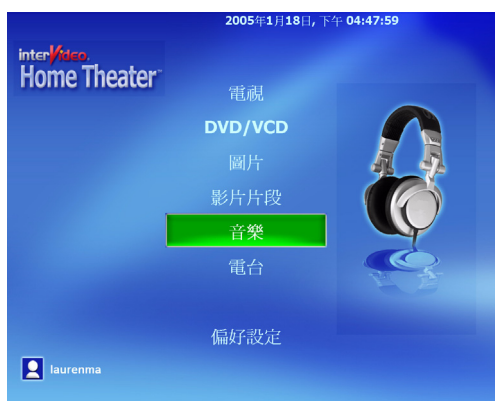 2005年1月18日, 下午 04:47:59
interVideo.
Home Theater™
電視
DVD/VCD
圖片
影片片段
音樂
電台
偏好設定
laurenma